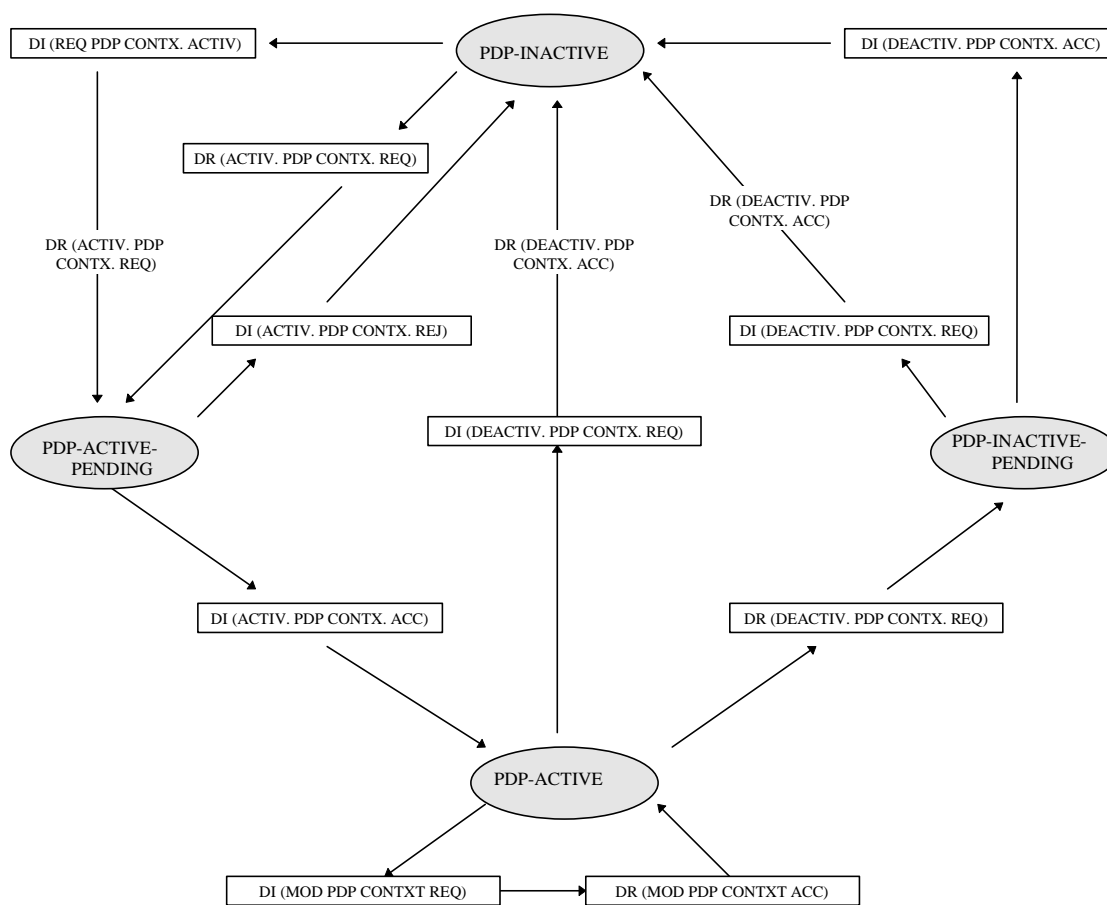 DI (REQ PDP CONTX. ACTIV)
PDP-INACTIVE
DI (DEACTIV. PDP CONTX. ACC)
DR (ACTIV. PDP CONTX. REQ)
DR (DEACTIV. PDP
CONTX. ACC)
DR (ACTIV. PDP
CONTX. REQ)
DR (DEACTIV. PDP
CONTX. ACC)
DI (ACTIV. PDP CONTX. REJ)
DI (DEACTIV. PDP CONTX. REQ)
PDP-ACTIVE-
PENDING
DI (DEACTIV. PDP CONTX. REQ)
PDP-INACTIVE-
PENDING
DI (ACTIV. PDP CONTX. ACC)
DR (DEACTIV. PDP CONTX. REQ)
PDP-ACTIVE
DI (MOD PDP CONTXT REQ)
DR (MOD PDP CONTXT ACC)